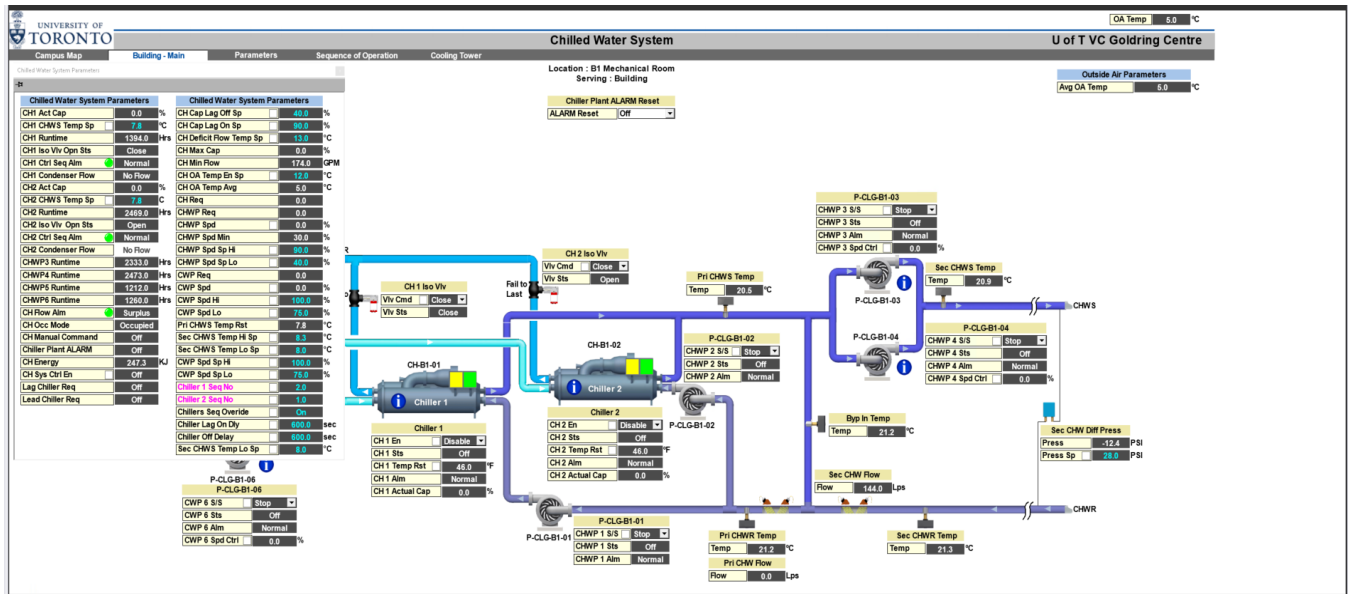 OA Temp 5.0 °C
UNIVERSITY OF
TORONTO
Chilled Water System
U of T VC Goldring Centre
Campus Map Building - Main Parameters Sequence of Operation Cooling Tower
Chilled Water System Parameters
Location : B1 Mechanical Room
Serving : Building
Outside Air Parameters
Avg OA Temp 5.0 °C
Chiller Plant ALARM Reset
ALARM Reset Off
Chilled Water System Parameters
CH1 Act Cap 0.0 %
CH1 CHWS Temp Sp 7.8 °C
CH1 Runtime 1394.0 Hrs
CH1 Iso Vlv Opn Sts Close
CH1 Ctrl Seq Alm Normal
CH1 Condenser Flow No Flow
CH2 Act Cap 0.0 %
CH2 CHWS Temp Sp 7.8 C
CH2 Runtime 2469.0 Hrs
CH2 Iso Vlv Opn Sts Open
CH2 Ctrl Seq Alm Normal
CH2 Condenser Flow No Flow
CHWP3 Runtime 2333.0 Hrs
CHWP4 Runtime 2473.0 Hrs
CHWP5 Runtime 1212.0 Hrs
CHWP6 Runtime 1260.0 Hrs
CH Flow Alm Surplus
CH Occ Mode Occupied
CH Manual Command Off
Chiller Plant ALARM Off
CH Energy 247.3 KJ
CH Sys Ctrl En Off
Lag Chiller Req Off
Lead Chiller Req Off
Chilled Water System Parameters
CH Cap Lag Off Sp 40.0 %
CH Cap Lag On Sp 90.0 %
CH Deficit Flow Temp Sp 13.0 °C
CH Max Cap 0.0 %
CH Min Flow 174.0 GPM
CH OA Temp En Sp 12.0 °C
CH OA Temp Avg 5.0 °C
CH Req 0.0
CHWP Req 0.0
CHWP Spd 0.0 %
CHWP Spd Min 30.0 %
CHWP Spd Sp Hi 90.0 %
CHWP Spd Sp Lo 40.0 %
CWP Req 0.0
CWP Spd 0.0 %
CWP Spd Hi 100.0 %
CWP Spd Lo 75.0 %
Pri CHWS Temp Rst 7.8 °C
Sec CHWS Temp Hi Sp 8.3 °C
Sec CHWS Temp Lo Sp 8.0 °C
CWP Spd Sp Hi 100.0 %
CWP Spd Sp Lo 75.0 %
Chiller 1 Seq No 2.0
Chiller 2 Seq No 1.0
Chillers Seq Overide On
Chiller Lag On Dly 600.0 sec
Chiller Off Delay 600.0 sec
Sec CHWS Temp Lo Sp 8.0 °C
R
P-CLG-B1-06
P-CLG-B1-06
CWP 6 S/S Stop
CWP 6 Sts Off
CWP 6 Alm Normal
CWP 6 Spd Ctrl 0.0 %
CH 1 Iso Vlv
Vlv Cmd Close
Vlv Sts Close
Fail to
Last
CH 2 Iso Vlv
Vlv Cmd Close
Vlv Sts Open
CH-B1-01
Chiller 1
CH-B1-02
Chiller 2
Chiller 1
CH 1 En Disable
CH 1 Sts Off
CH 1 Temp Rst 46.0 °F
CH 1 Alm Normal
CH 1 Actual Cap 0.0 %
Chiller 2
CH 2 En Disable
CH 2 Sts Off
CH 2 Temp Rst 46.0 °F
CH 2 Alm Normal
CH 2 Actual Cap 0.0 %
Pri CHWS Temp
Temp 20.5 °C
P-CLG-B1-02
CHWP 2 S/S Stop
CHWP 2 Sts Off
CHWP 2 Alm Normal
P-CLG-B1-02
P-CLG-B1-03
CHWP 3 S/S Stop
CHWP 3 Sts Off
CHWP 3 Alm Normal
CHWP 3 Spd Ctrl 0.0 %
P-CLG-B1-03
Sec CHWS Temp
Temp 20.9 °C
CHWS
P-CLG-B1-04
P-CLG-B1-04
CHWP 4 S/S Stop
CHWP 4 Sts Off
CHWP 4 Alm Normal
CHWP 4 Spd Ctrl 0.0 %
Byp In Temp
Temp 21.2 °C
Sec CHW Diff Press
Press -12.4 PSI
Press Sp 28.0 PSI
Sec CHW Flow
Flow 144.0 Lps
CHWR
P-CLG-B1-01
P-CLG-B1-01
CHWP 1 S/S Stop
CHWP 1 Sts Off
CHWP 1 Alm Normal
Pri CHWR Temp
Temp 21.2 °C
Pri CHW Flow
Flow 0.0 Lps
Sec CHWR Temp
Temp 21.3 °C